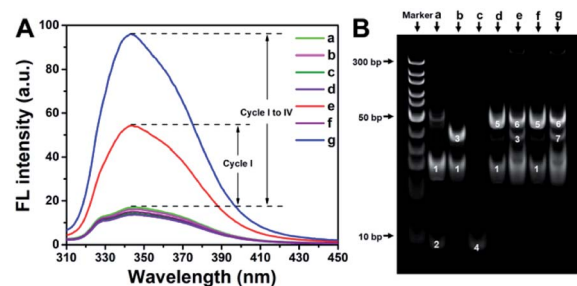 A
FL intensity (a.u.)
100
80
60
40
20
0
310 330 350 370 390 410 430 450
Wavelength (nm)
Cycle I to IV
Cycle I
a
b
c
d
e
f
g
B
Marker a b c d e f g
300 bp
50 bp
10 bp
5 6 5 6
3 3 7
1 1 1 1
2 4